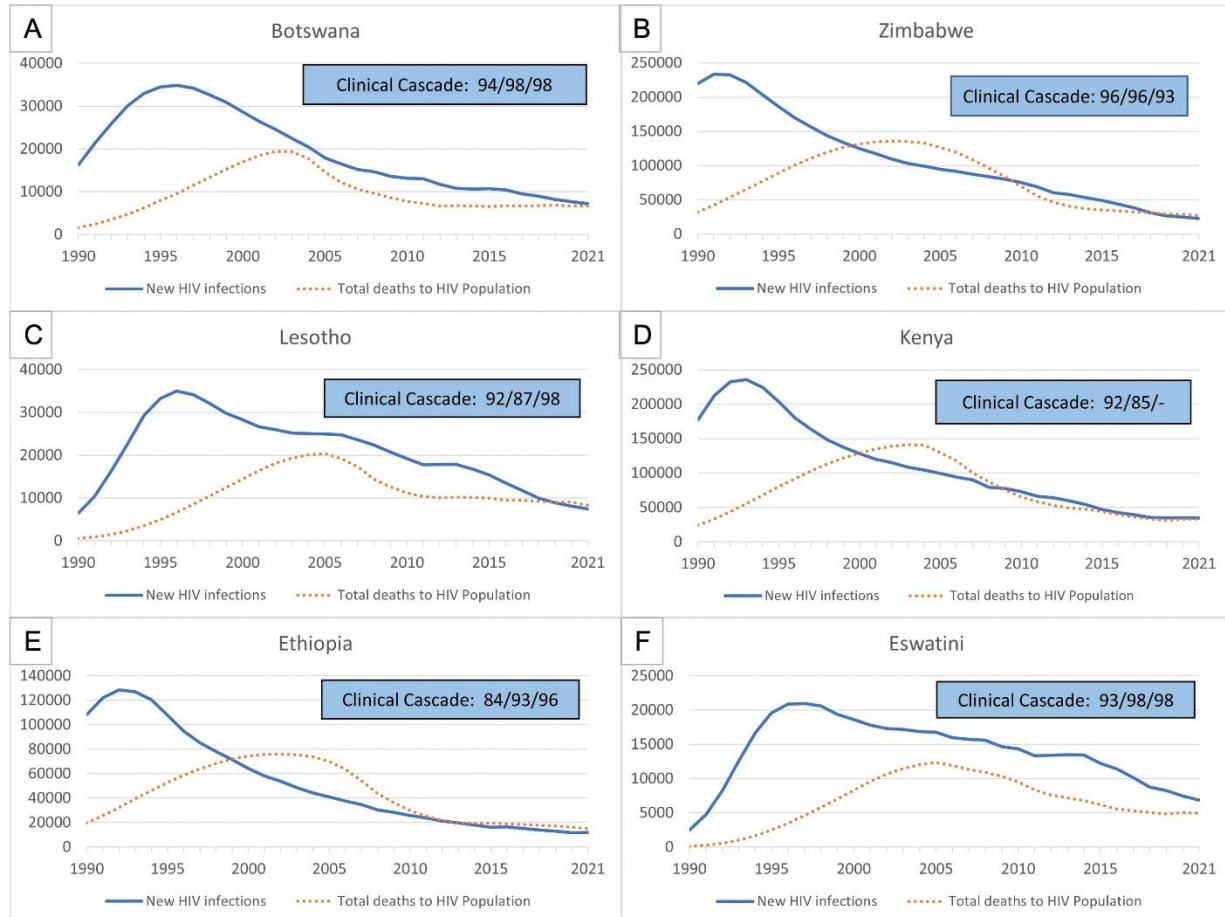 A
Botswana
40000
30000
20000
10000
0
Clinical Cascade: 94/98/98
1990 1995 2000 2005 2010 2015 2021
New HIV infections Total deaths to HIV Population
B
Zimbabwe
250000
200000
150000
100000
50000
0
Clinical Cascade: 96/96/93
1990 1995 2000 2005 2010 2015 2021
New HIV infections Total deaths to HIV Population
C
Lesotho
40000
30000
20000
10000
0
Clinical Cascade: 92/87/98
1990 1995 2000 2005 2010 2015 2021
New HIV infections Total deaths to HIV Population
D
Kenya
250000
200000
150000
100000
50000
0
Clinical Cascade: 92/85/-
1990 1995 2000 2005 2010 2015 2021
New HIV infections Total deaths to HIV Population
E
Ethiopia
140000
120000
100000
80000
60000
40000
20000
0
Clinical Cascade: 84/93/96
1990 1995 2000 2005 2010 2015 2021
New HIV infections Total deaths to HIV Population
F
Eswatini
25000
20000
15000
10000
5000
0
Clinical Cascade: 93/98/98
1990 1995 2000 2005 2010 2015 2021
New HIV infections Total deaths to HIV Population